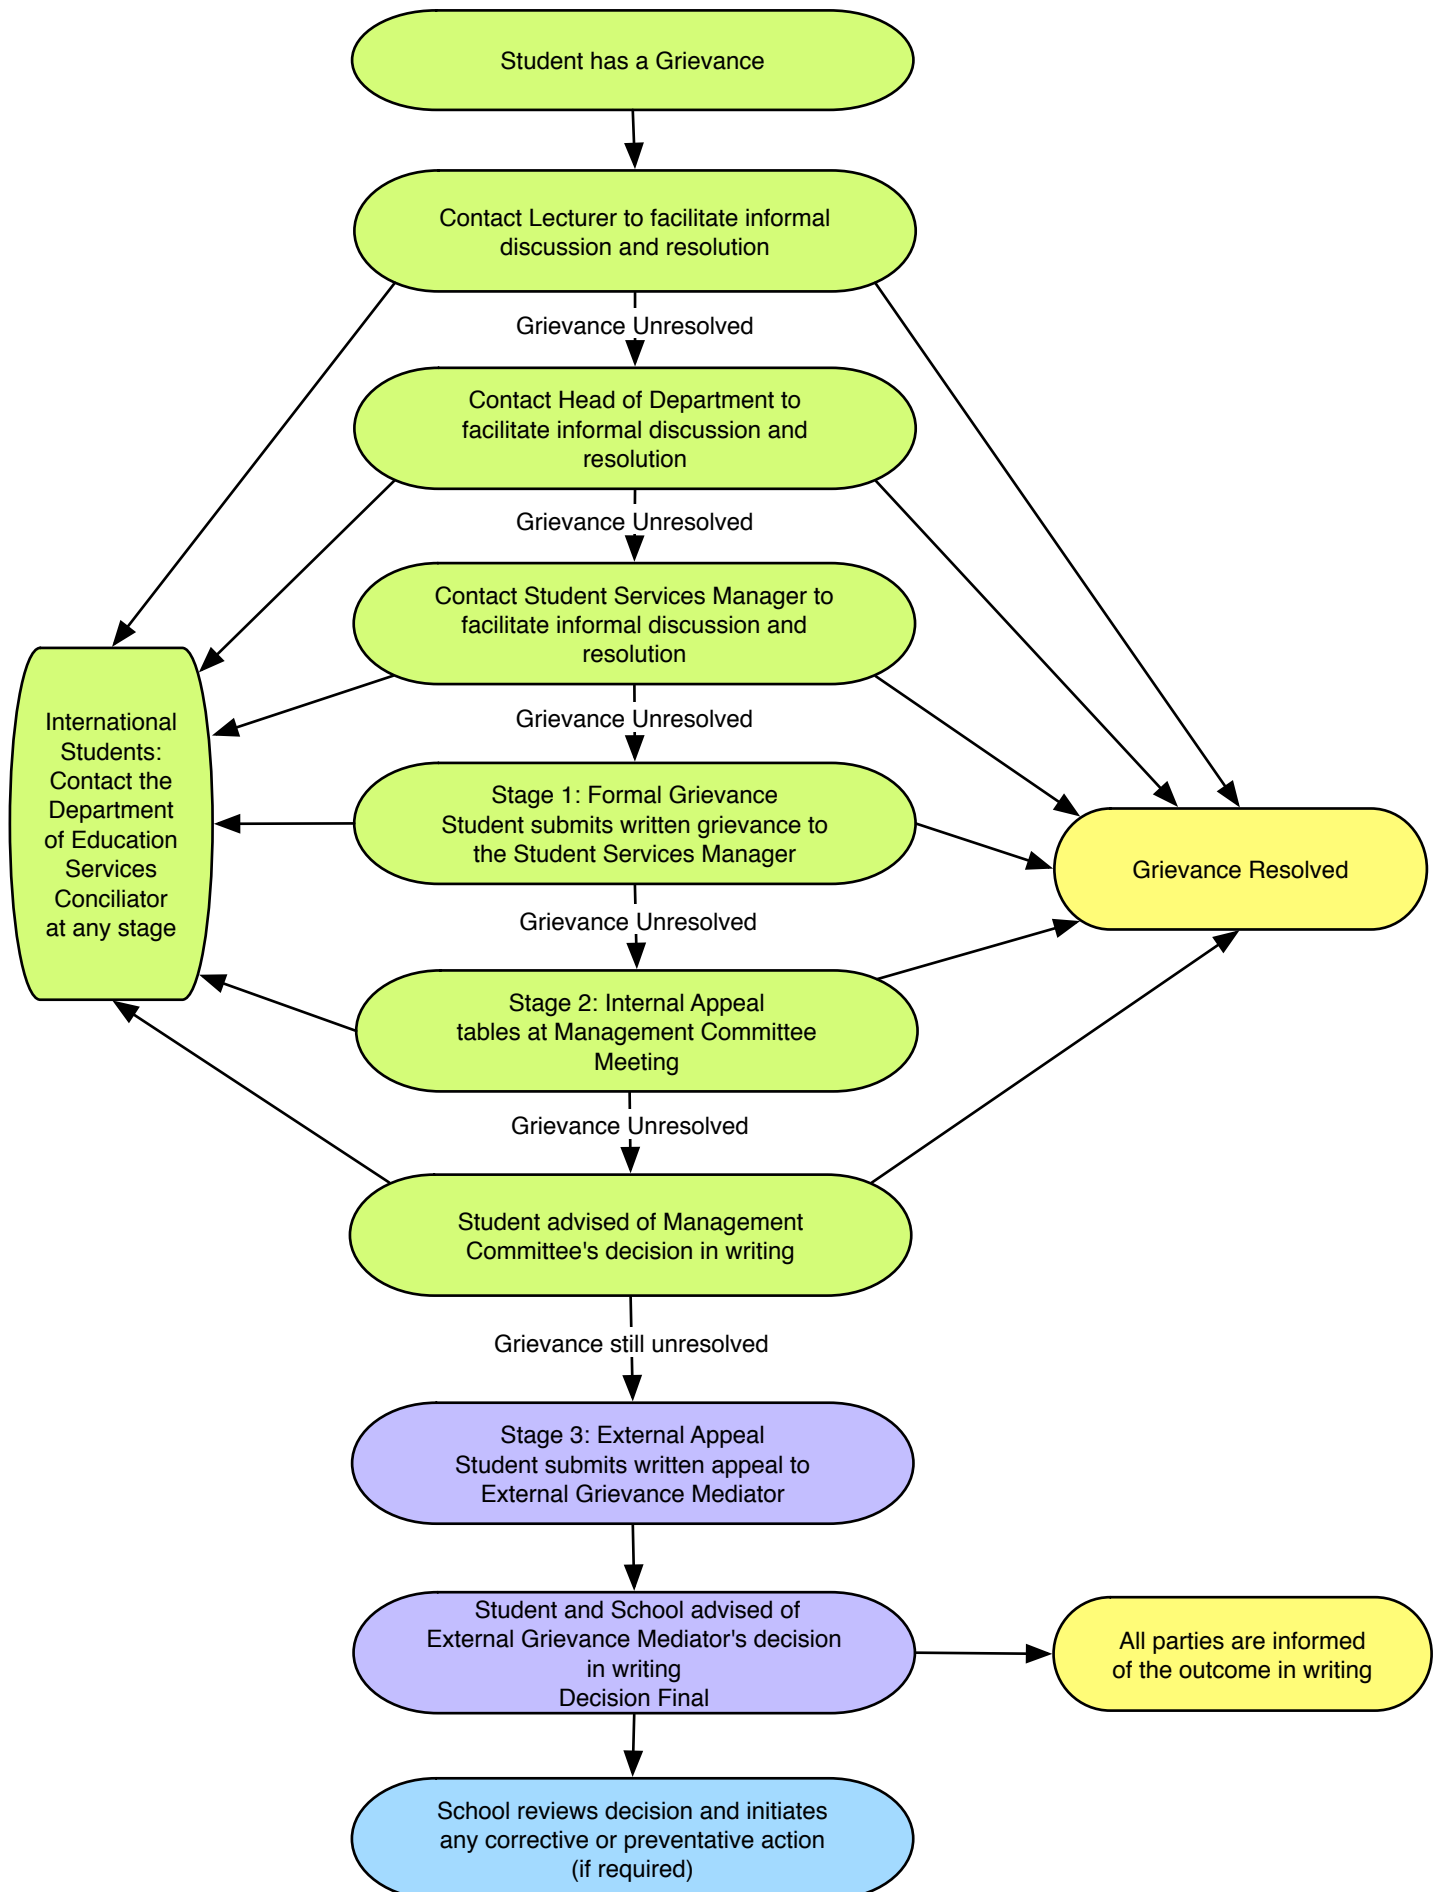 Student has a Grievance
Contact Lecturer to facilitate informal
discussion and resolution
Grievance Unresolved
Contact Head of Department to
facilitate informal discussion and
resolution
Grievance Unresolved
Contact Student Services Manager to
facilitate informal discussion and
resolution
Grievance Unresolved
International
Students:
Contact the
Department
of Education
Services
Conciliator
at any stage
Stage 1: Formal Grievance
Student submits written grievance to
the Student Services Manager
Grievance Resolved
Grievance Unresolved
Stage 2: Internal Appeal
tables at Management Committee
Meeting
Grievance Unresolved
Student advised of Management
Committee's decision in writing
Grievance still unresolved
Stage 3: External Appeal
Student submits written appeal to
External Grievance Mediator
Student and School advised of
External Grievance Mediator's decision
in writing
Decision Final
All parties are informed
of the outcome in writing
School reviews decision and initiates
any corrective or preventative action
(if required)